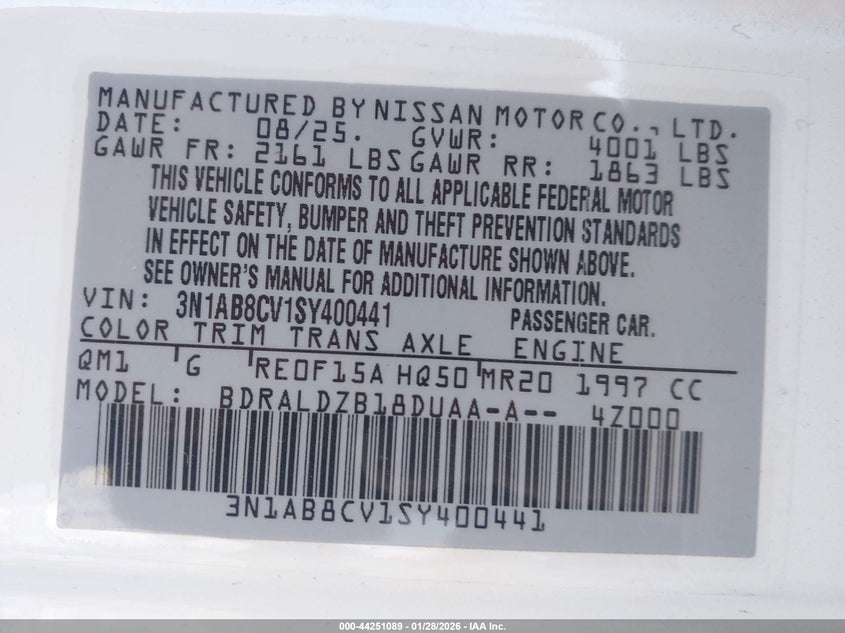 MANUFACTURED BY NISSAN MOTOR CO., LTD.
DATE: 08/25. GVWR: 4001 LBS
GAWR FR: 2161 LBS GAWR RR: 1863 LBS
THIS VEHICLE CONFORMS TO ALL APPLICABLE FEDERAL MOTOR
VEHICLE SAFETY, BUMPER AND THEFT PREVENTION STANDARDS
IN EFFECT ON THE DATE OF MANUFACTURE SHOWN ABOVE.
SEE OWNER'S MANUAL FOR ADDITIONAL INFORMATION.
VIN: 3N1AB8CV1SY400441 PASSENGER CAR.
COLOR TRIM TRANS AXLE ENGINE
QM1 G RE0F15A HQ50 MR20 1997 CC
MODEL: BDRALDZB18DUAA-A-- 4Z000
3N1AB8CV1SY400441
000-44251089 - 01/28/2026 - IAA Inc.